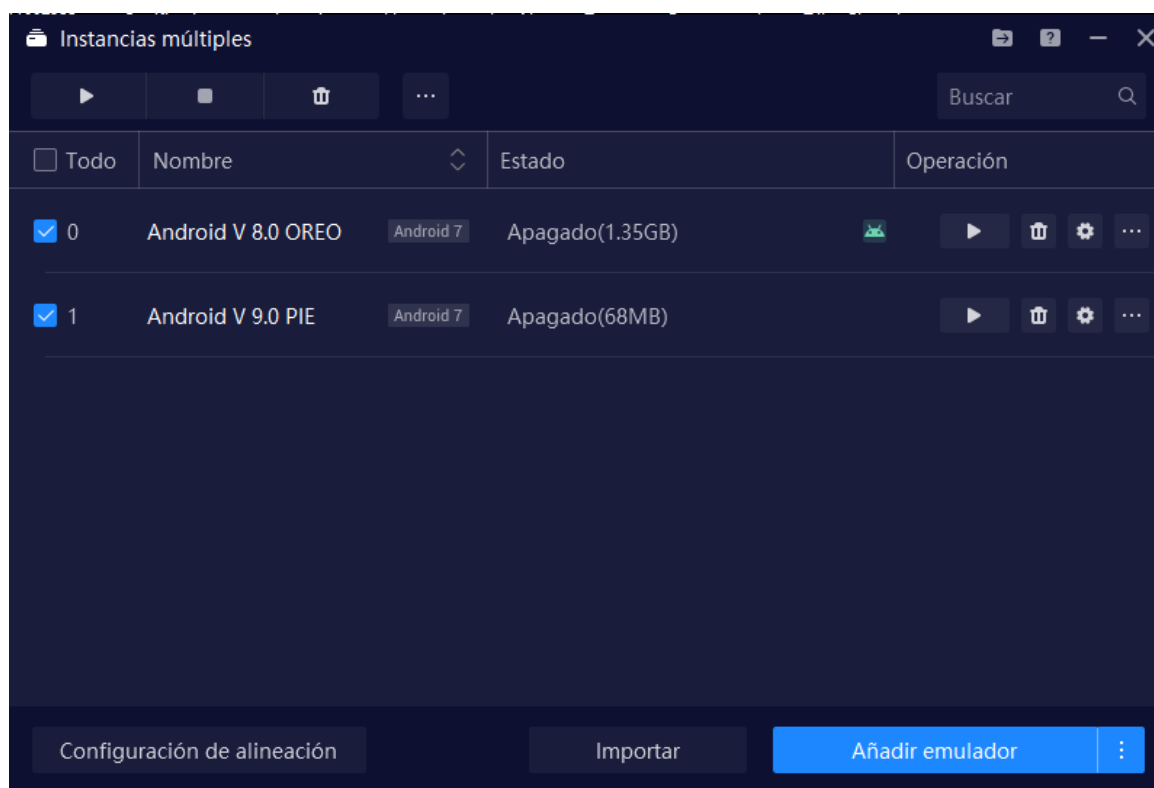 Instancias múltiples
Buscar
Todo Nombre Estado Operación
0 Android V 8.0 OREO Android 7 Apagado(1.35GB)
1 Android V 9.0 PIE Android 7 Apagado(68MB)
Configuración de alineación Importar Añadir emulador